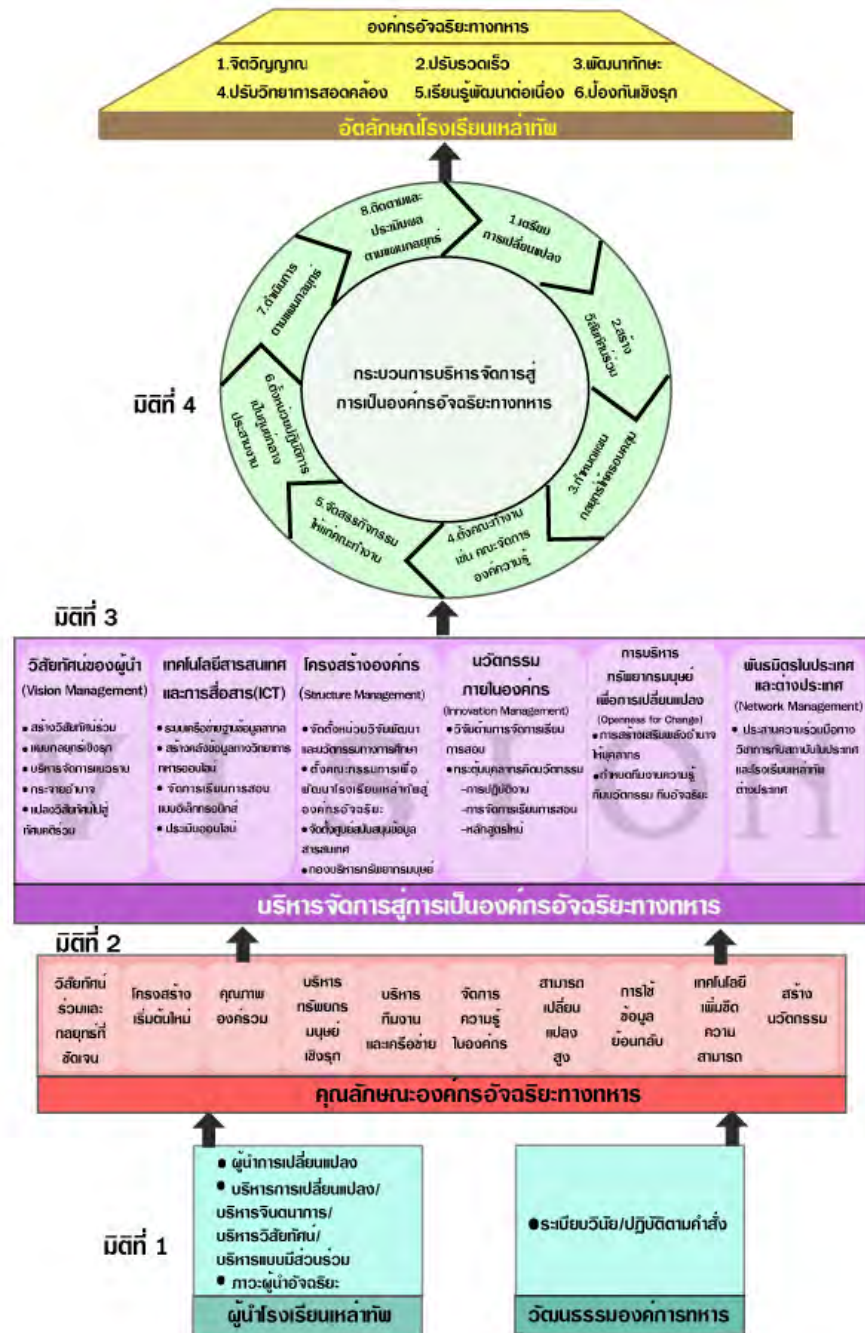 องค์กรอัจฉริยะทางทหาร
1.จิตวิญญาณ 2.ปรับรวดเร็ว 3.พัฒนาทักษะ
4.ปรับวิทยาการสอดคล้อง 5.เรียนรู้พัฒนาต่อเนื่อง 6.ป้องกันเชิงรุก
อัตลักษณ์โรงเรียนเหล่าทัพ
1.เตรียม
การเปลี่ยนแปลง
2.สร้าง
วิสัยทัศน์ร่วม
3.กำหนดแผน
กลยุทธ์ให้ครอบคลุม
4.ตั้งคณะทำงาน
เช่น คณะจัดการ
องค์ความรู้
5.จัดสรรกิจกรรม
ให้แก่คณะทำงาน
6.ตั้งหน่วยปฏิบัติการ
เป็นศูนย์กลาง
ประสานงาน
7.ดำเนินการ
ตามแผนกลยุทธ์
8.ติดตามและ
ประเมินผล
ตามแผนกลยุทธ์
กระบวนการบริหารจัดการสู่
การเป็นองค์กรอัจฉริยะทางทหาร
มิติที่ 4
มิติที่ 3
วิสัยทัศน์ของผู้นำ
(Vision Management)
● สร้างวิสัยทัศน์ร่วม
● แผนกลยุทธ์เชิงรุก
● บริหารจัดการแนวราบ
● กระจายอำนาจ
● แปลงวิสัยทัศน์ไปสู่
ทัศนคติร่วม
เทคโนโลยีสารสนเทศ
และการสื่อสาร(ICT)
● ระบบเครือข่ายฐานข้อมูลสากล
● สร้างคลังข้อมูลทางวิทยาการ
ทหารออนไลน์
● จัดการเรียนการสอน
แบบอิเล็กทรอนิกส์
● ประเมินออนไลน์
โครงสร้างองค์กร
(Structure Management)
● จัดตั้งหน่วยวิจัยพัฒนา
และนวัตกรรมทางการศึกษา
● ตั้งคณะกรรมการเพื่อ
พัฒนาโรงเรียนเหล่าทัพสู่
องค์กรอัจฉริยะ
● จัดตั้งศูนย์สนับสนุนข้อมูล
สารสนเทศ
● กองบริหารทรัพยากรมนุษย์
นวัตกรรม
ภายในองค์กร
(Innovation Management)
● วิจัยด้านการจัดการเรียน
การสอน
● กระตุ้นบุคลากรคิดนวัตกรรม
-การปฏิบัติงาน
-การจัดการเรียนการสอน
-หลักสูตรใหม่
การบริหาร
ทรัพยากรมนุษย์
เพื่อการเปลี่ยนแปลง
(Openness for Change)
● การสร้างเสริมพลังอำนาจ
ให้บุคลากร
●กำหนดทีมงานความรู้
ทีมนวัตกรรม ทีมอัจฉริยะ
พันธมิตรในประเทศ
และต่างประเทศ
(Network Management)
● ประสานความร่วมมือทาง
วิชาการกับสถาบันในประเทศ
และโรงเรียนเหล่าทัพ
ต่างประเทศ
บริหารจัดการสู่การเป็นองค์กรอัจฉริยะทางทหาร
มิติที่ 2
วิสัยทัศน์
ร่วมและ
กลยุทธ์ที่
ชัดเจน
โครงสร้าง
เริ่มต้นใหม่
คุณภาพ
องค์รวม
บริหาร
ทรัพยกร
มนุษย์
เชิงรุก
บริหาร
ทีมงาน
และเครือข่าย
จัดการ
ความรู้
ในองค์กร
สามารถ
เปลี่ยน
แปลง
สูง
การใช้
ข้อมูล
ย้อนกลับ
เทคโนโลยี
เพิ่มขีด
ความ
สามารถ
สร้าง
นวัตกรรม
คุณลักษณะองค์กรอัจฉริยะทางทหาร
มิติที่ 1
● ผู้นำการเปลี่ยนแปลง
● บริหารการเปลี่ยนแปลง/
บริหารจินตนาการ/
บริหารวิสัยทัศน์/
บริหารแบบมีส่วนร่วม
● ภาวะผู้นำอัจฉริยะ
ผู้นำโรงเรียนเหล่าทัพ
●ระเบียบวินัย/ปฏิบัติตามคำสั่ง
วัฒนธรรรมองค์การทหาร